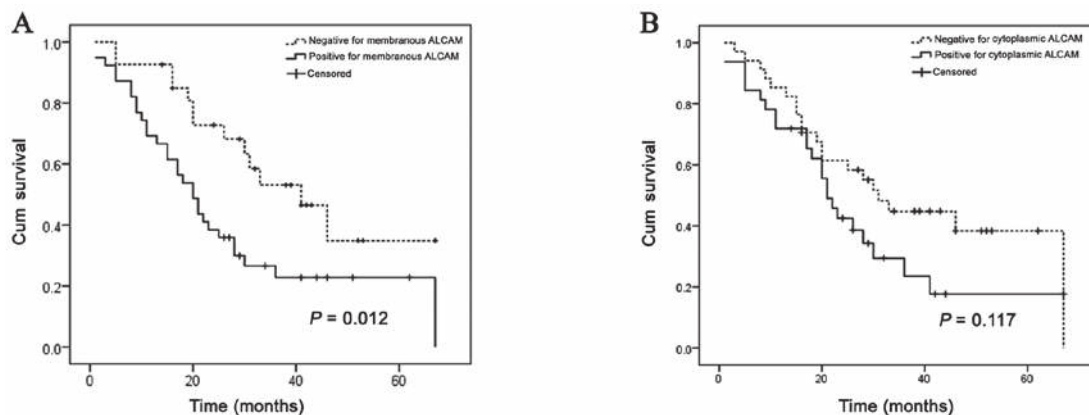 A
Negative for membranous ALCAM
Positive for membranous ALCAM
Censored
1.0
0.8
0.6
0.4
0.2
0.0
Cum survival
P = 0.012
0
20
40
60
Time (months)
B
Negative for cytoplasmic ALCAM
Positive for cytoplasmic ALCAM
Censored
1.0
0.8
0.6
0.4
0.2
0.0
Cum survival
P = 0.117
0
20
40
60
Time (months)